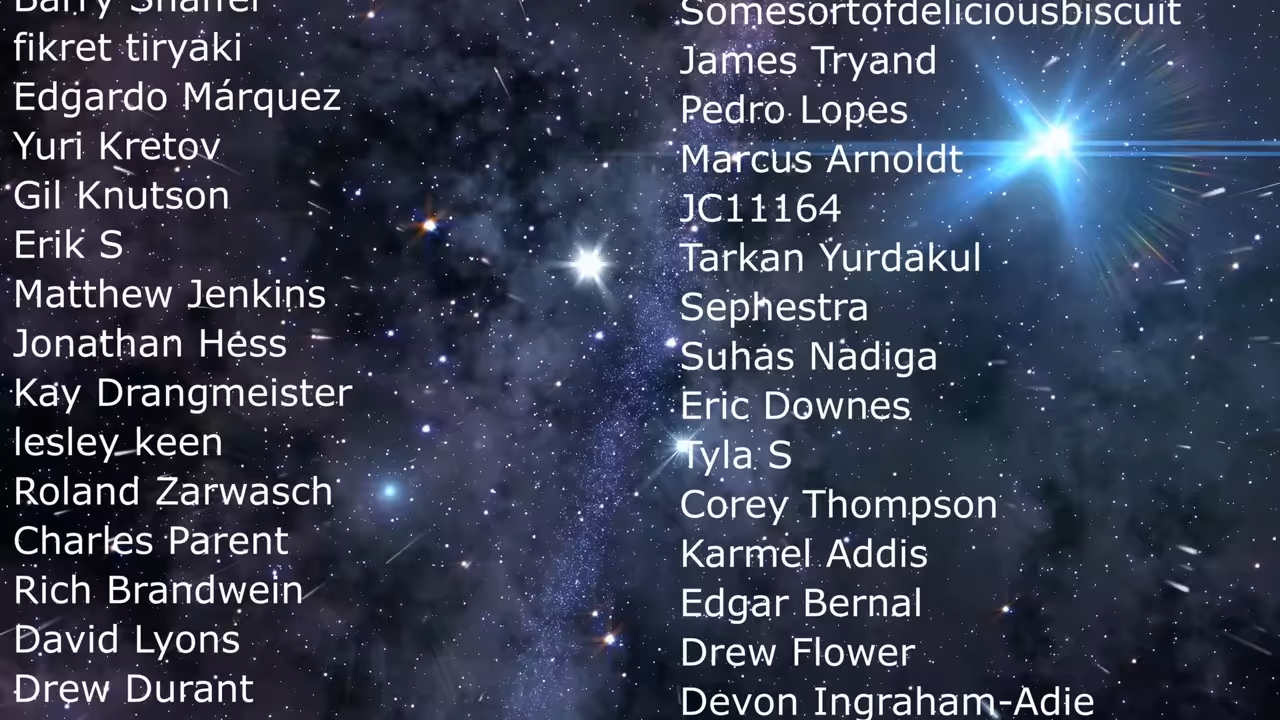 Barry Shaffer
fikret tiryaki
Edgardo Márquez
Yuri Kretov
Gil Knutson
Erik S
Matthew Jenkins
Jonathan Hess
Kay Drangmeister
lesley keen
Roland Zarwasch
Charles Parent
Rich Brandwein
David Lyons
Drew Durant
Somesortofdeliciousbiscuit
James Tryand
Pedro Lopes
Marcus Arnoldt
JC11164
Tarkan Yurdakul
Sephestra
Suhas Nadiga
Eric Downes
Tyla S
Corey Thompson
Karmel Addis
Edgar Bernal
Drew Flower
Devon Ingraham-Adie